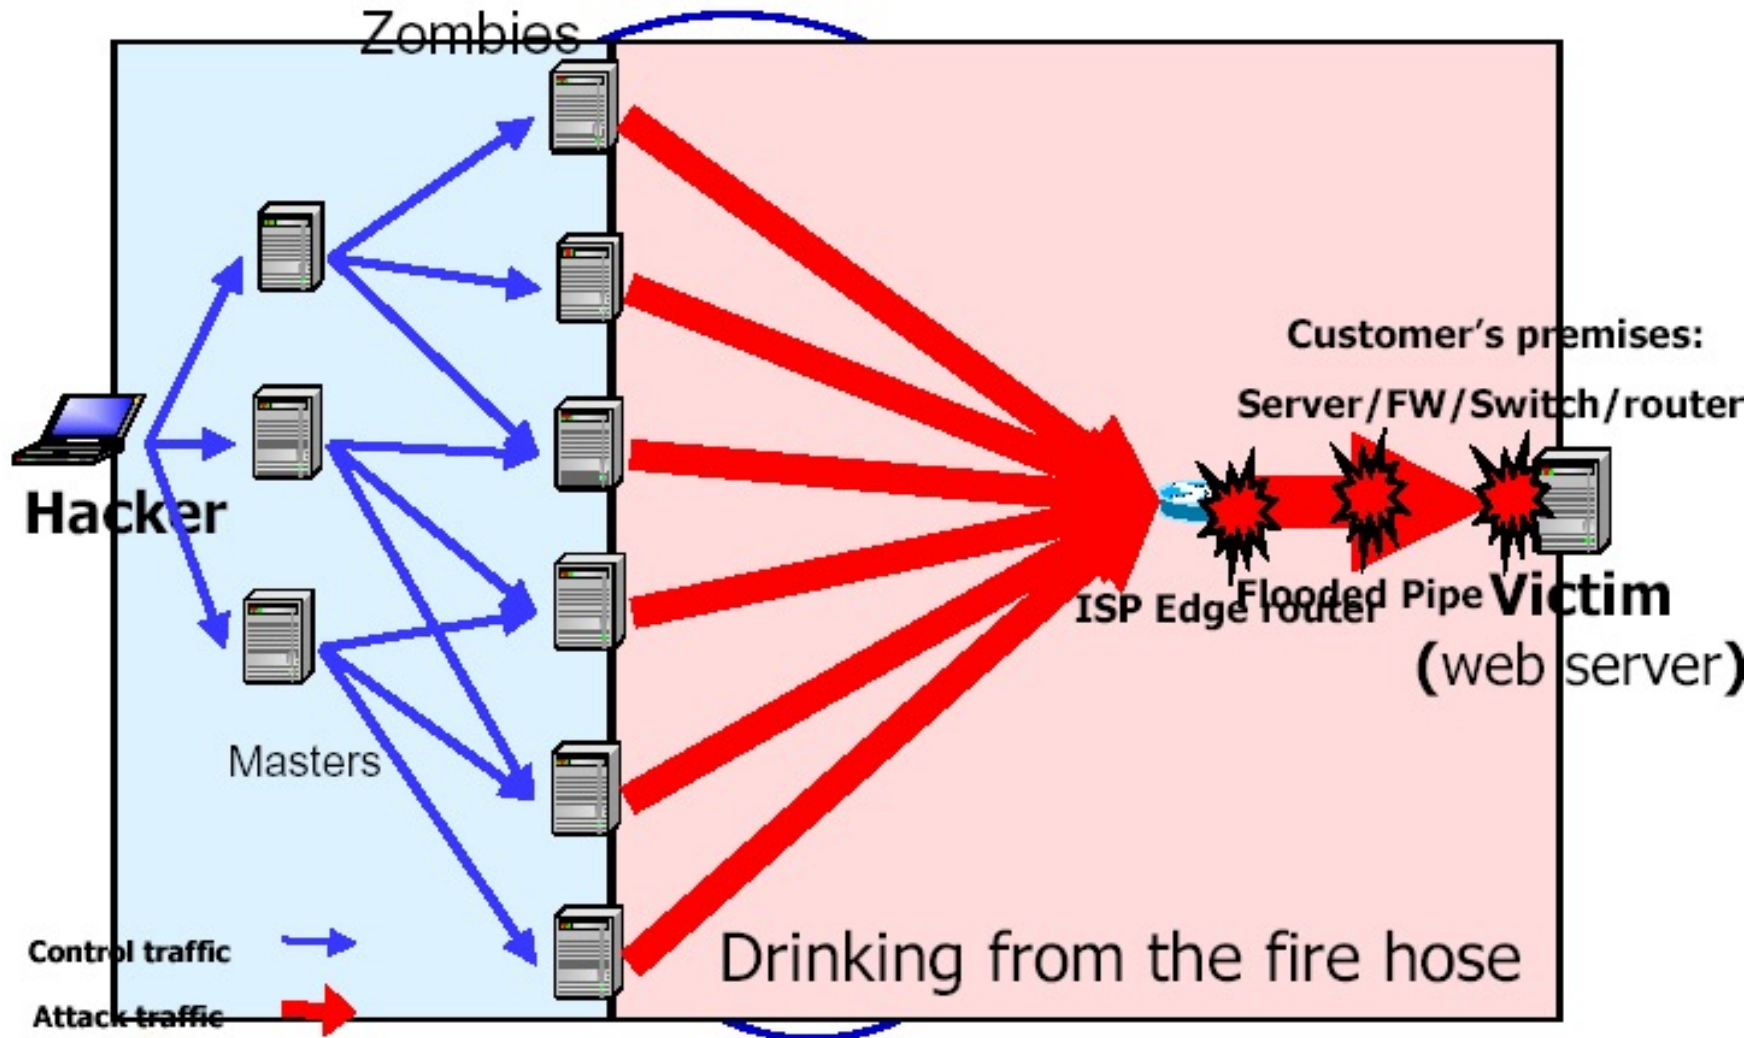 Zombies
Customer’s premises:
Server/FW/Switch/router
Hacker
ISP Edge router
Flooded Pipe
Victim
(web server)
Masters
Control traffic
Attack traffic
Drinking from the fire hose